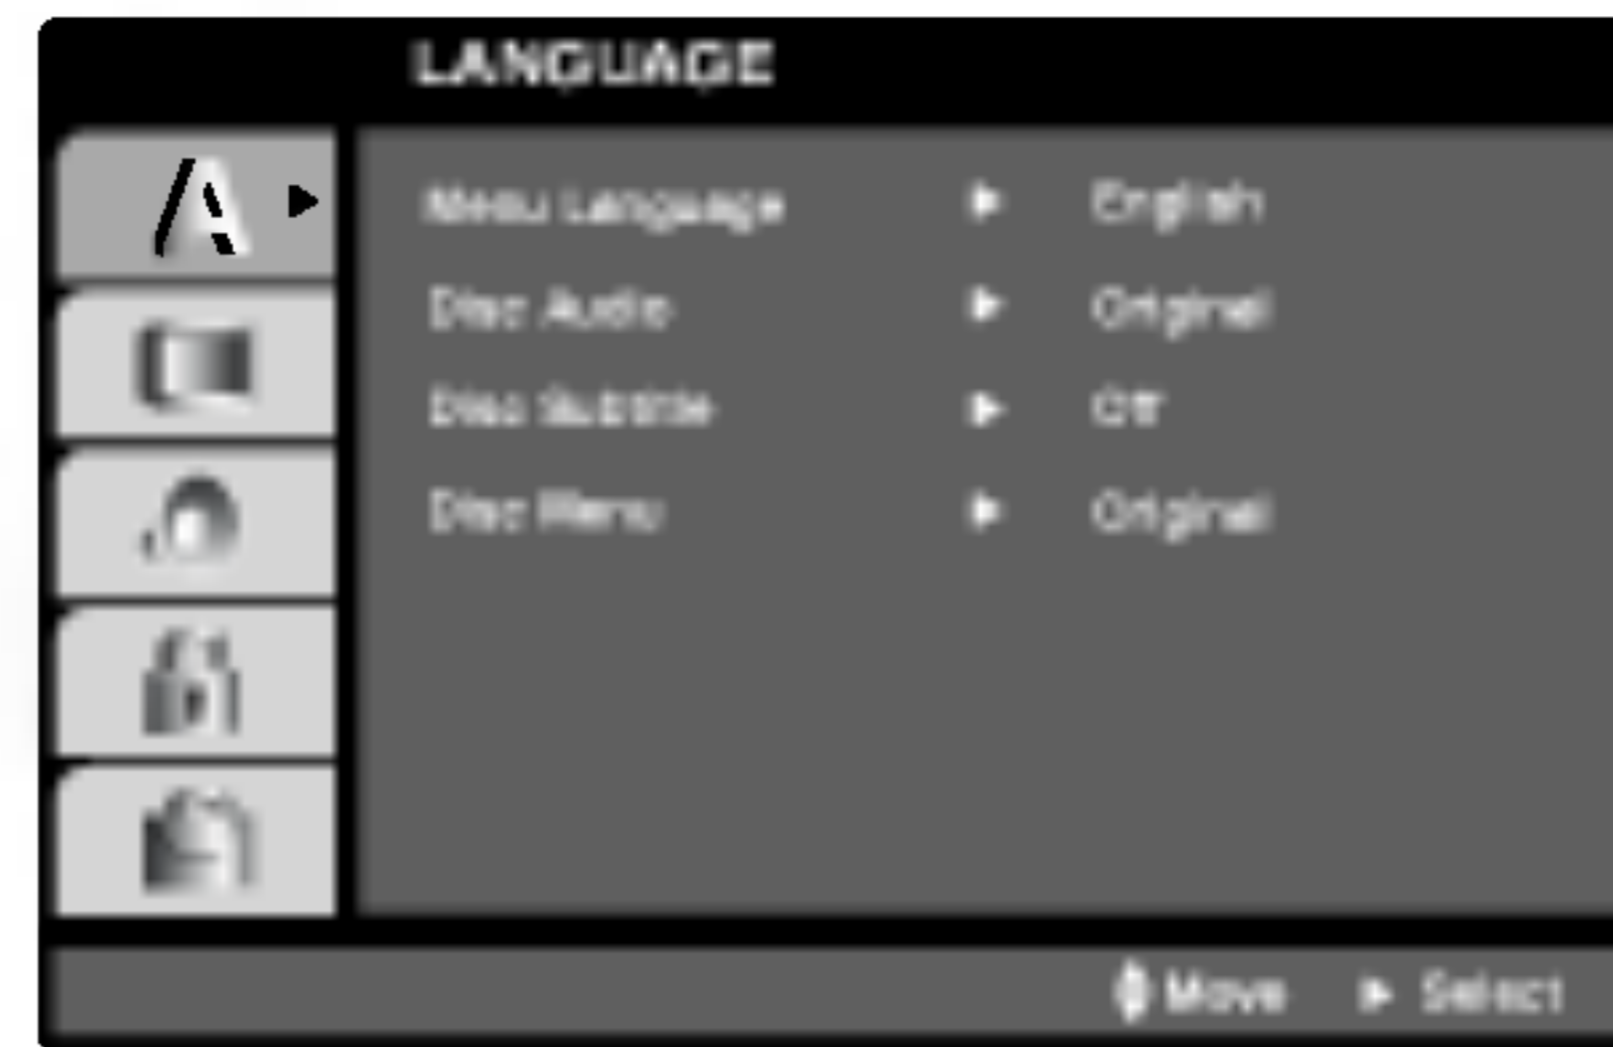 LANGUAGE
Menu Language ► English
Disc Audio ► Original
Disc Subtitle ► Off
Disc Menu ► Original
Move ► Select